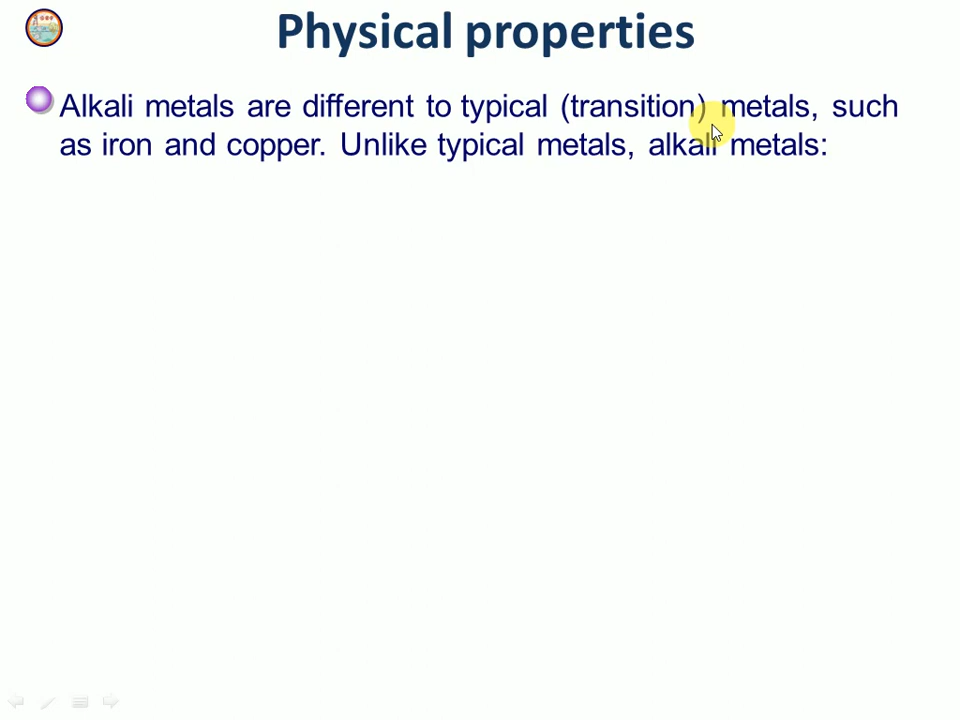 Physical properties
Alkali metals are different to typical (transition) metals, such
as iron and copper. Unlike typical metals, alkali metals: